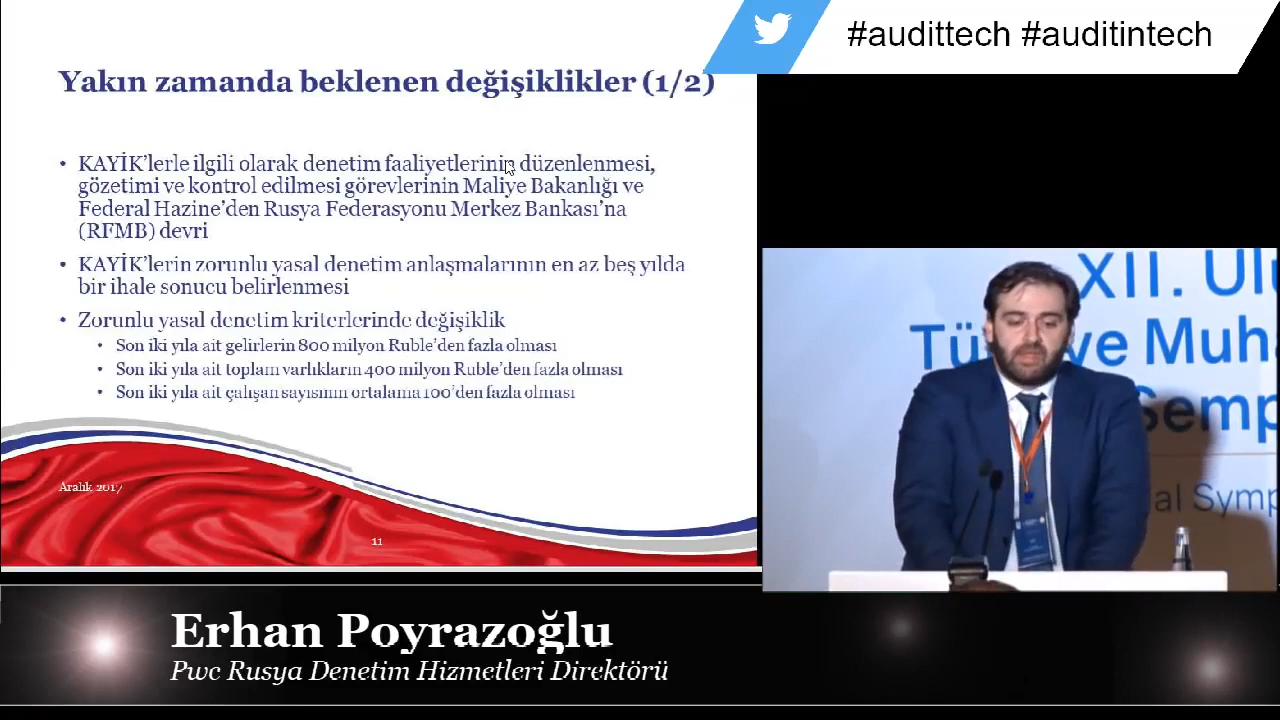 #audittech #auditintech
Yakın zamanda beklenen değişiklikler (1/2)
• KAYİK'lerle ilgili olarak denetim faaliyetlerinin düzenlenmesi,
gözetimi ve kontrol edilmesi görevlerinin Maliye Bakanlığı ve
Federal Hazine'den Rusya Federasyonu Merkez Bankası'na
(RFMB) devri
• KAYİK'lerin zorunlu yasal denetim anlaşmalarının en az beş yılda
bir ihale sonucu belirlenmesi
• Zorunlu yasal denetim kriterlerinde değişiklik
• Son iki yıla ait gelirlerin 800 milyon Ruble'den fazla olması
• Son iki yıla ait toplam varlıkların 400 milyon Ruble'den fazla olması
• Son iki yıla ait çalışan sayısının ortalama 100'den fazla olması
Aralık 2017
11
XII. Ulu
Tü ye Muha
Semp
al Symp
Erhan Poyrazoğlu
Pwc Rusya Denetim Hizmetleri Direktörü